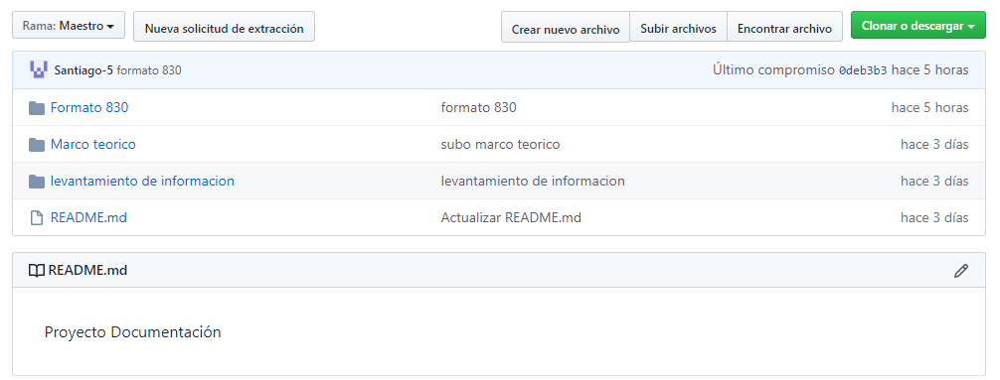 Rama: Maestro Nueva solicitud de extracción Crear nuevo archivo Subir archivos Encontrar archivo Clonar o descargar
Santiago-5 formato 830 Último compromiso 0deb3b3 hace 5 horas
Formato 830 formato 830 hace 5 horas
Marco teorico subo marco teorico hace 3 días
levantamiento de informacion levantamiento de informacion hace 3 días
README.md Actualizar README.md hace 3 días
README.md
Proyecto Documentación